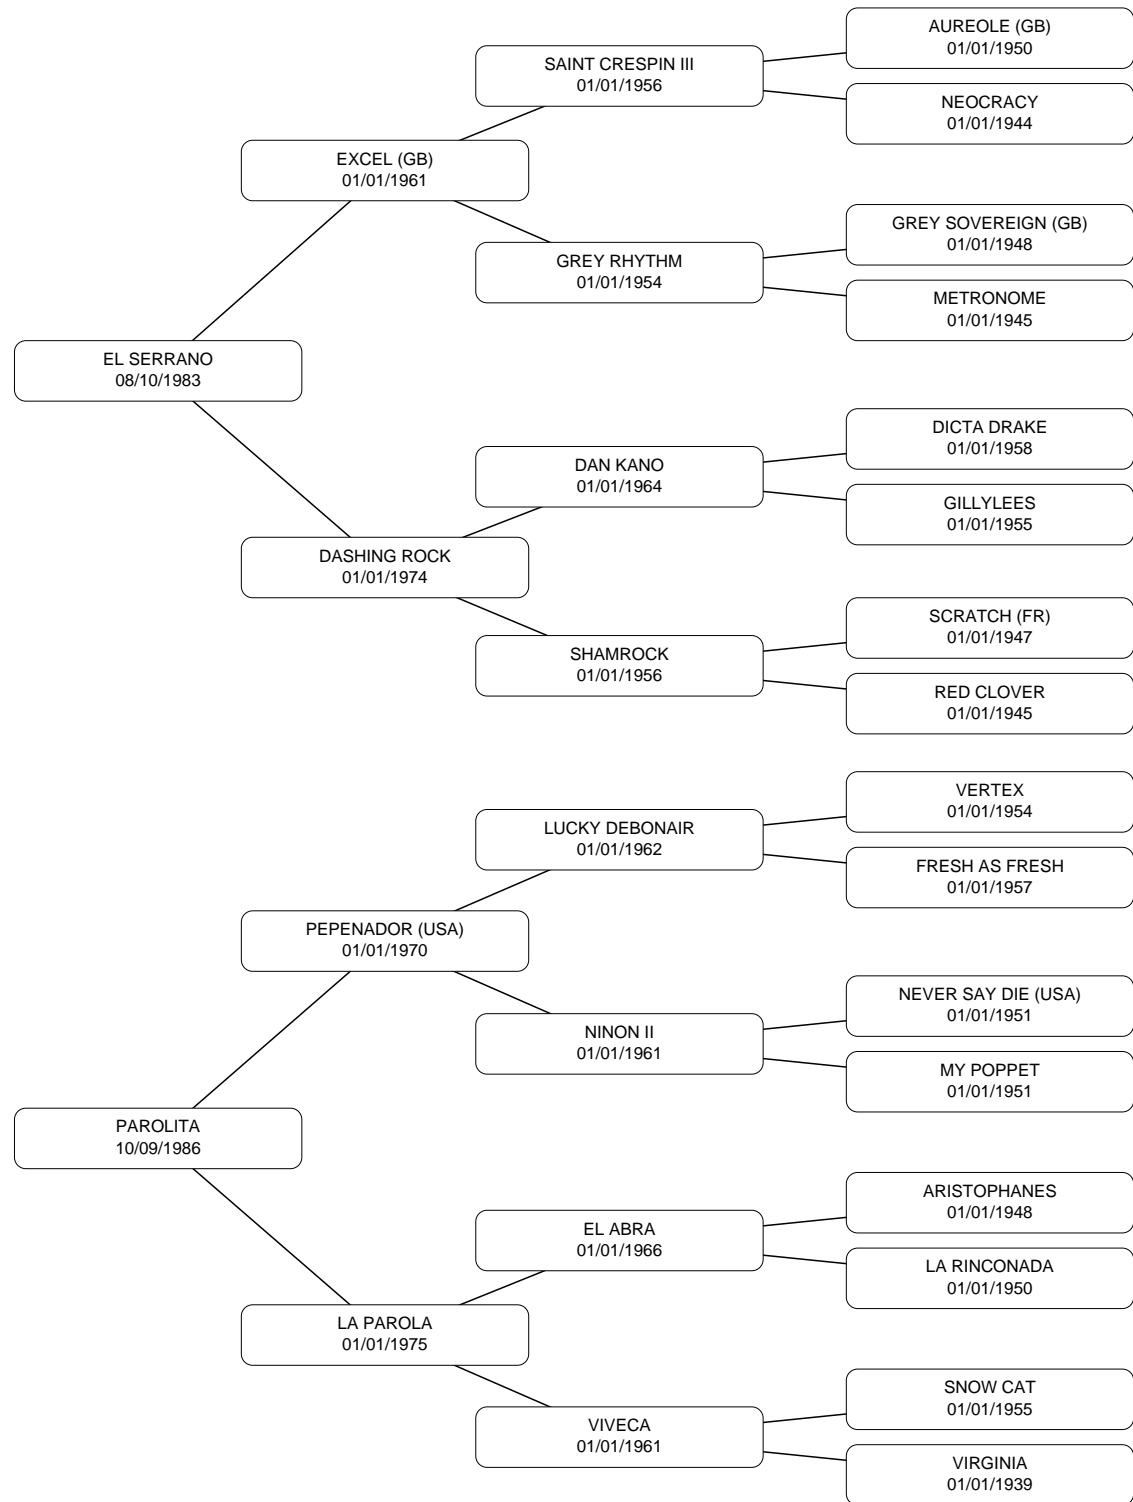 AUREOLE (GB)
01/01/1950
SAINT CRESPIN III
01/01/1956
NEOCRACY
01/01/1944
EXCEL (GB)
01/01/1961
GREY SOVEREIGN (GB)
01/01/1948
GREY RHYTHM
01/01/1954
METRONOME
01/01/1945
EL SERRANO
08/10/1983
DICTA DRAKE
01/01/1958
DAN KANO
01/01/1964
GILLYLEES
01/01/1955
DASHING ROCK
01/01/1974
SCRATCH (FR)
01/01/1947
SHAMROCK
01/01/1956
RED CLOVER
01/01/1945
VERTEX
01/01/1954
LUCKY DEBONAIR
01/01/1962
FRESH AS FRESH
01/01/1957
PEPENADOR (USA)
01/01/1970
NEVER SAY DIE (USA)
01/01/1951
NINON II
01/01/1961
MY POPPET
01/01/1951
PAROLITA
10/09/1986
ARISTOPHANES
01/01/1948
EL ABRA
01/01/1966
LA RINCONADA
01/01/1950
LA PAROLA
01/01/1975
SNOW CAT
01/01/1955
VIVECA
01/01/1961
VIRGINIA
01/01/1939